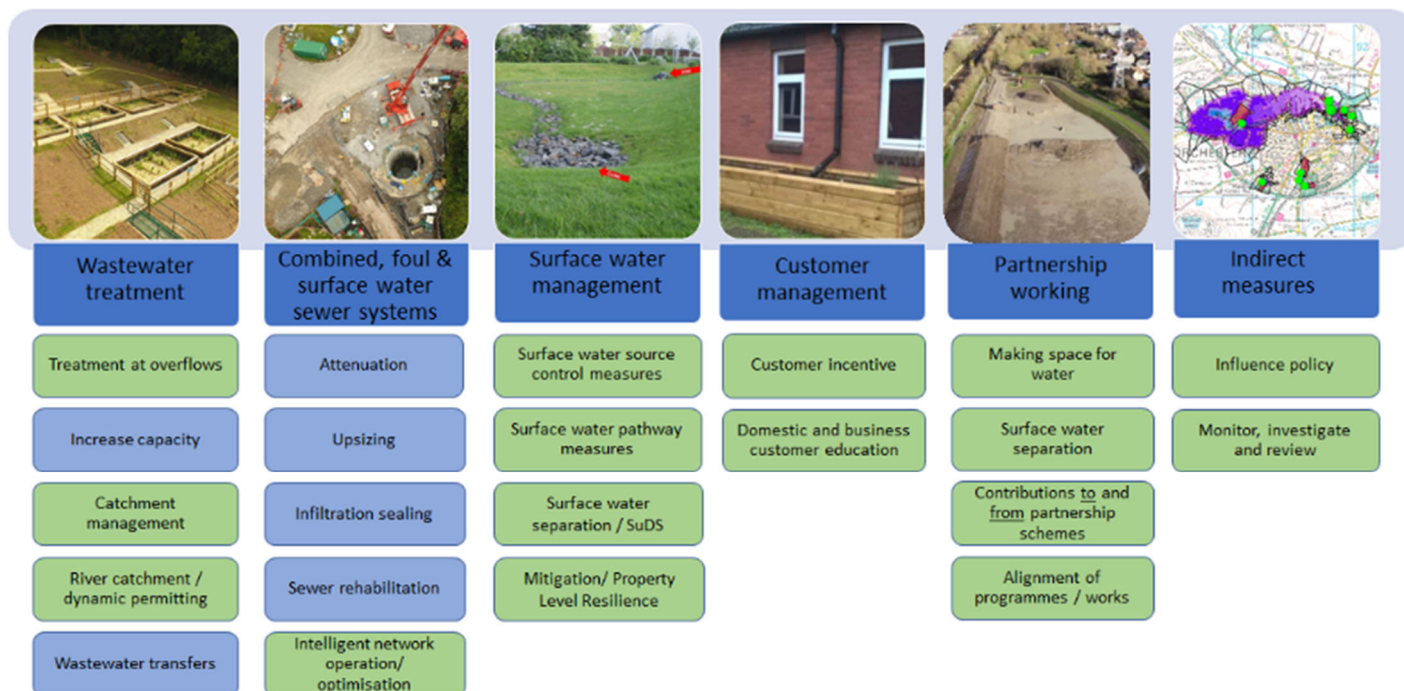 Wastewater
treatment
Treatment at overflows
Increase capacity
Catchment
management
River catchment /
dynamic permitting
Wastewater transfers
Combined, foul &
surface water
sewer systems
Attenuation
Upsizing
Infiltration sealing
Sewer rehabilitation
Intelligent network
operation/
optimisation
Surface water
management
Surface water source
control measures
Surface water pathway
measures
Surface water
separation / SuDS
Mitigation/ Property
Level Resilience
Customer
management
Customer incentive
Domestic and business
customer education
Partnership
working
Making space for
water
Surface water
separation
Contributions to and
from partnership
schemes
Alignment of
programmes / works
Indirect
measures
Influence policy
Monitor, investigate
and review